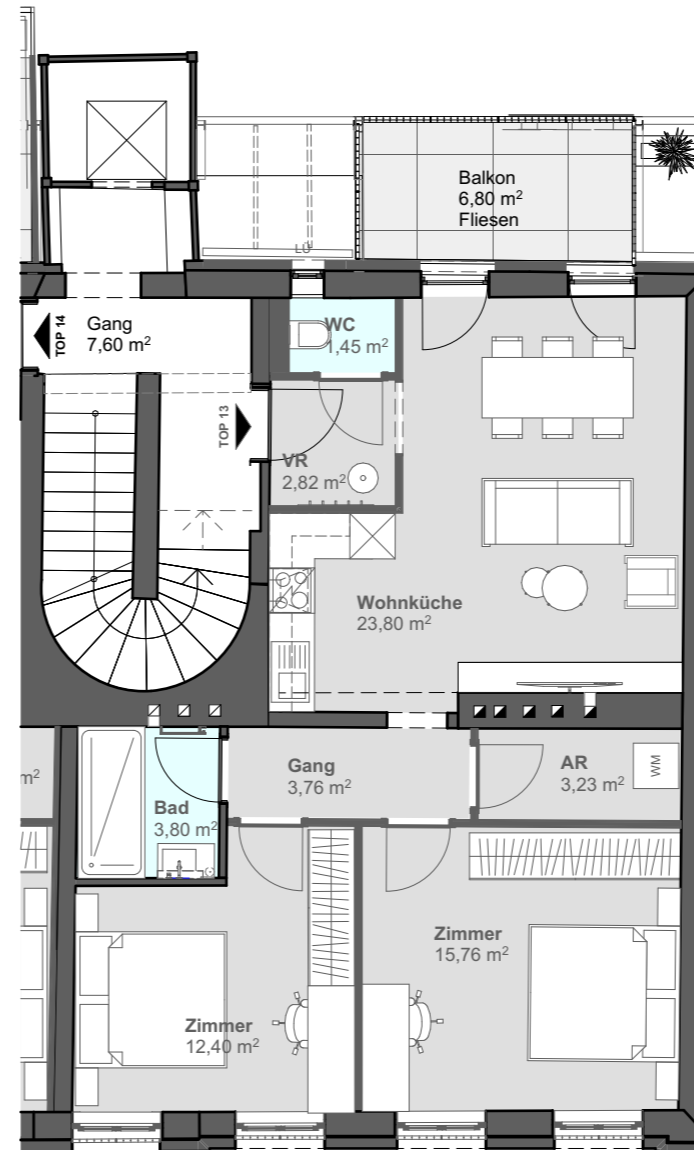 Balkon
6,80 m²
Fliesen
LÜ
Gang
7,60 m²
TOP 14
WC
1,45 m²
TOP 13
VR
2,82 m²
Wohnküche
23,80 m²
Gang
3,76 m²
AR
3,23 m²
WM
m²
Bad
3,80 m²
Zimmer
15,76 m²
Zimmer
12,40 m²